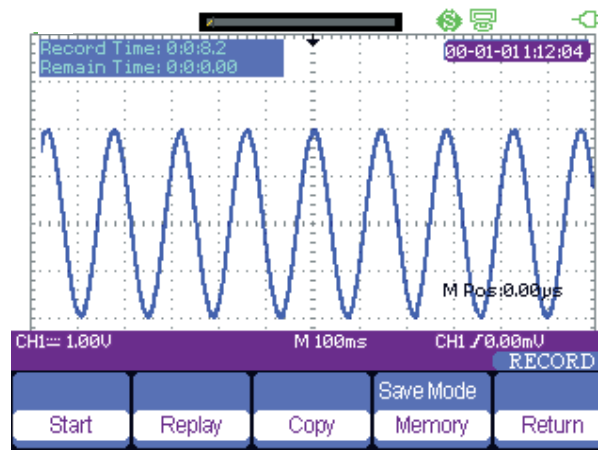 Record Time: 0:0:8.2
00-01-01 1:12:04
Remain Time: 0:0:0.00
M Pos:0.00µs
CH1 1.00V M 100ms CH1 0.00mV
RECORD
Save Mode
Start Replay Copy Memory Return